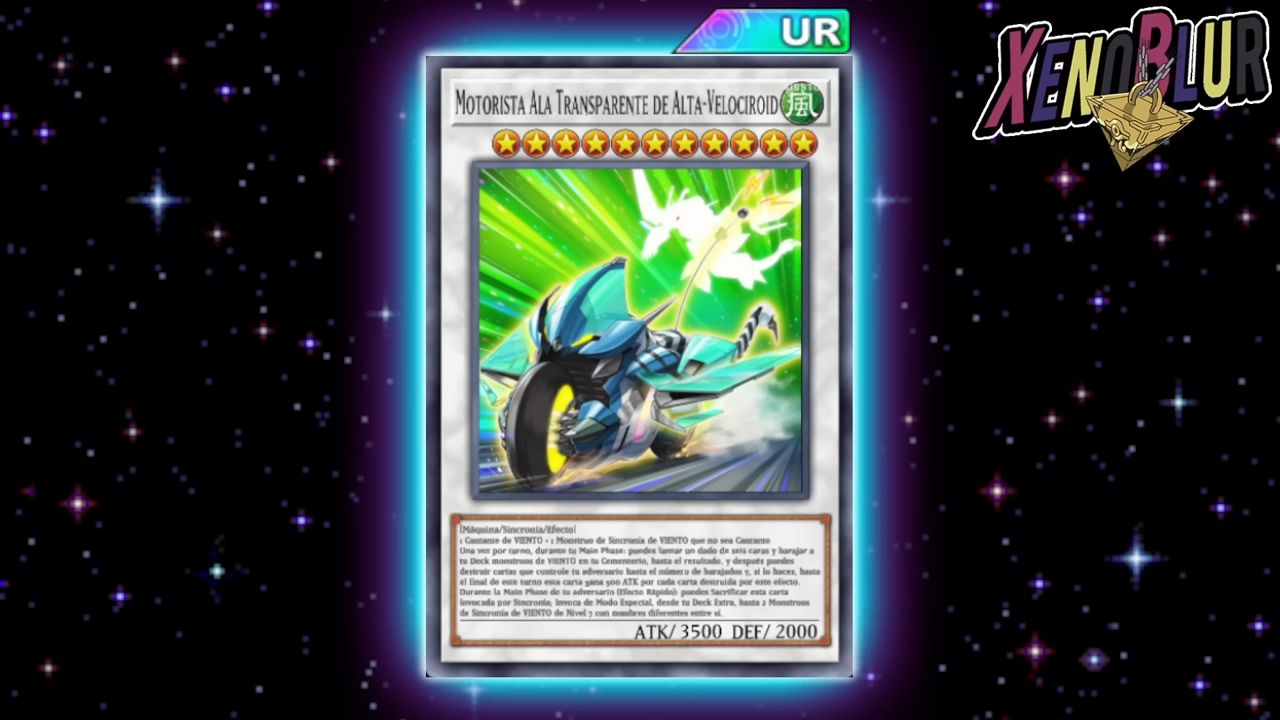 UR
XENOBLUR
MOTORISTA ALA TRANSPARENTE DE ALTA-VELOCIROID
VIENTO
風
[Máquina/Sincronía/Efecto]
1 Cantante de VIENTO + 1 Monstruo de Sincronía de VIENTO que no sea Cantante
Una vez por turno, durante tu Main Phase: puedes lanzar un dado de seis caras y barajar a
tu Deck monstruos de VIENTO en tu Cementerio, hasta el resultado, y después puedes
destruir cartas que controle tu adversario hasta el número de barajados y, si lo haces, hasta
el final de este turno esta carta gana 500 ATK por cada carta destruida por este efecto.
Durante la Main Phase de tu adversario (Efecto Rápido): puedes Sacrificar esta carta
Invocada por Sincronía; Invoca de Modo Especial, desde tu Deck Extra, hasta 2 Monstruos
de Sincronía de VIENTO de Nivel 7 con nombres diferentes entre sí.
ATK/ 3500 DEF/ 2000